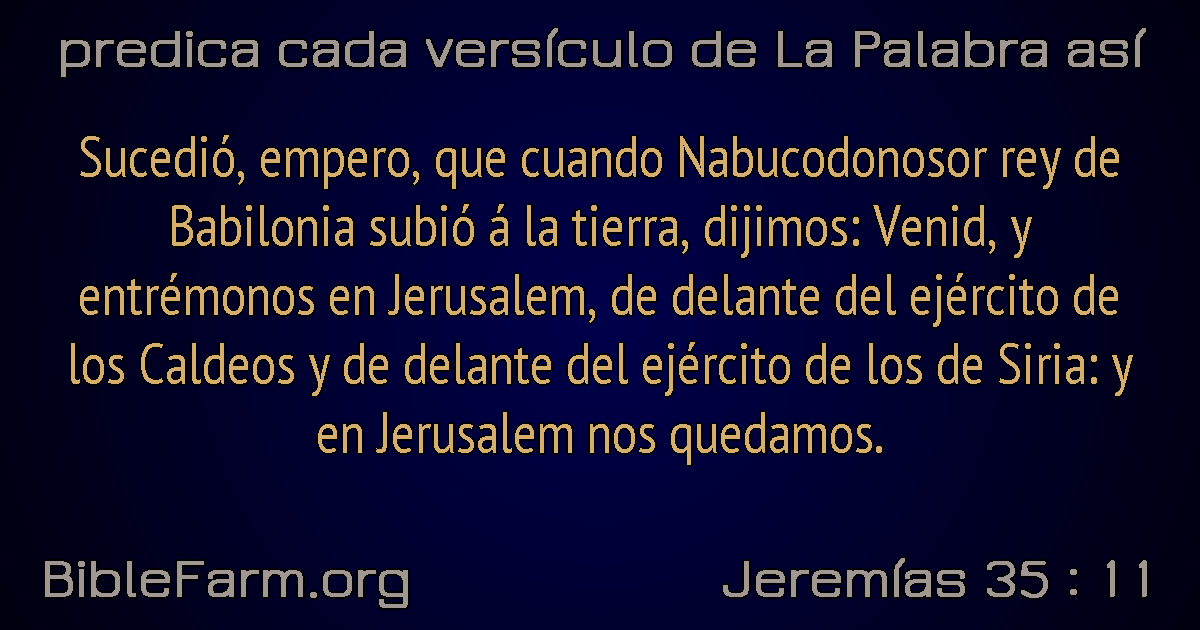 predica cada versículo de La Palabra así
Sucedió, empero, que cuando Nabucodonosor rey de
Babilonia subió á la tierra, dijimos: Venid, y
entrémonos en Jerusalem, de delante del ejército de
los Caldeos y de delante del ejército de los de Siria: y
en Jerusalem nos quedamos.
BibleFarm.org
Jeremías 35 : 11